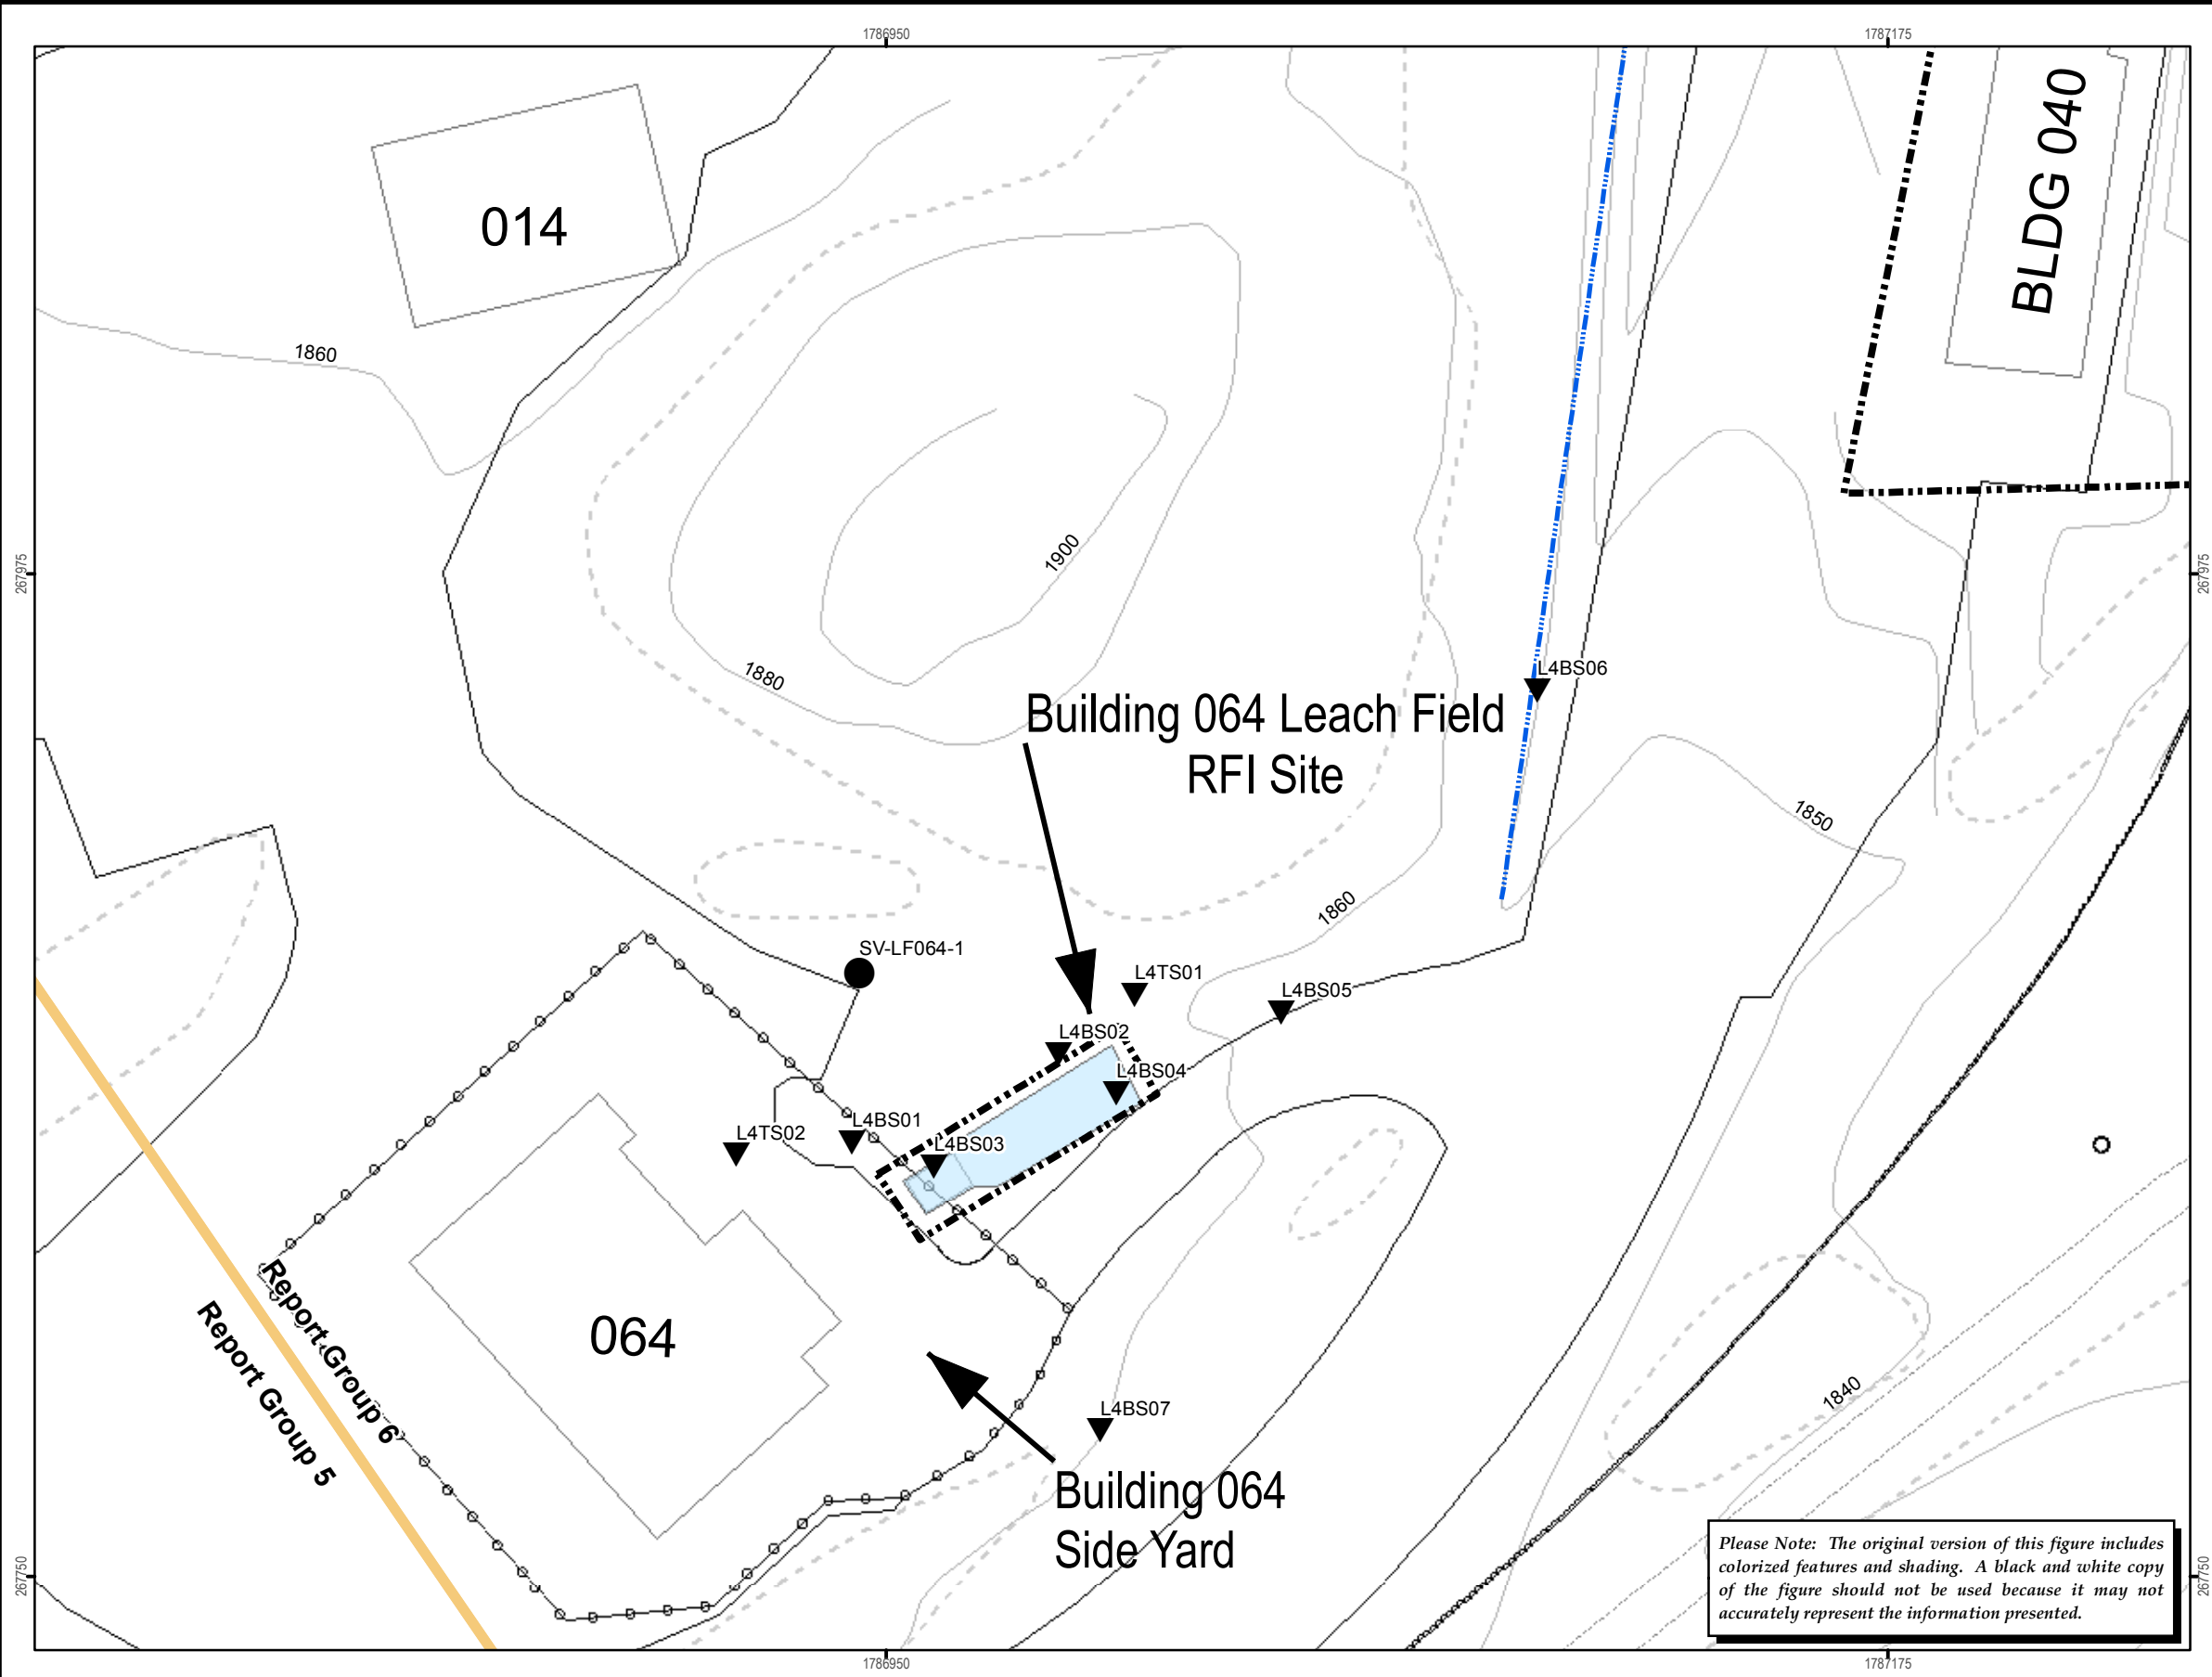 1786950
1787175
014
BLDG 040
1860
1900
267975
267975
1880
L4BS06
Building 064 Leach Field
RFI Site
1850
1860
SV-LF064-1
L4TS01
L4BS05
L4BS02
L4BS04
L4BS01
L4TS02
L4BS03
Report Group 6
Report Group 5
064
1840
L4BS07
Building 064
Side Yard
Please Note: The original version of this figure includes
colorized features and shading. A black and white copy
of the figure should not be used because it may not
accurately represent the information presented.
267750
267750
1786950
1787175